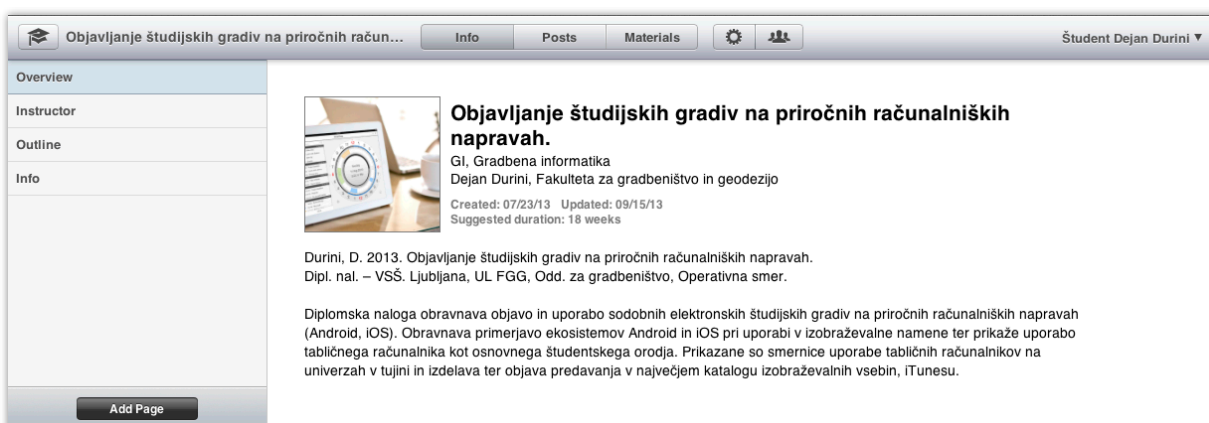 Objavljanje študijskih gradiv na priročnih račun...
Info
Posts
Materials
Študent Dejan Durini ▼
Overview
Instructor
Outline
Info
Add Page
Objavljanje študijskih gradiv na priročnih računalniških
napravah.
GI, Gradbena informatika
Dejan Durini, Fakulteta za gradbeništvo in geodezijo
Created: 07/23/13 Updated: 09/15/13
Suggested duration: 18 weeks
Durini, D. 2013. Objavljanje študijskih gradiv na priročnih računalniških napravah.
Dipl. nal. – VSŠ. Ljubljana, UL FGG, Odd. za gradbeništvo, Operativna smer.
Diplomska naloga obravnava objavo in uporabo sodobnih elektronskih študijskih gradiv na priročnih računalniških napravah
(Android, iOS). Obravnava primerjavo ekosistemov Android in iOS pri uporabi v izobraževalne namene ter prikaže uporabo
tabličnega računalnika kot osnovnega študentskega orodja. Prikazane so smernice uporabe tabličnih računalnikov na
univerzah v tujini in izdelava ter objava predavanja v največjem katalogu izobraževalnih vsebin, iTunesu.